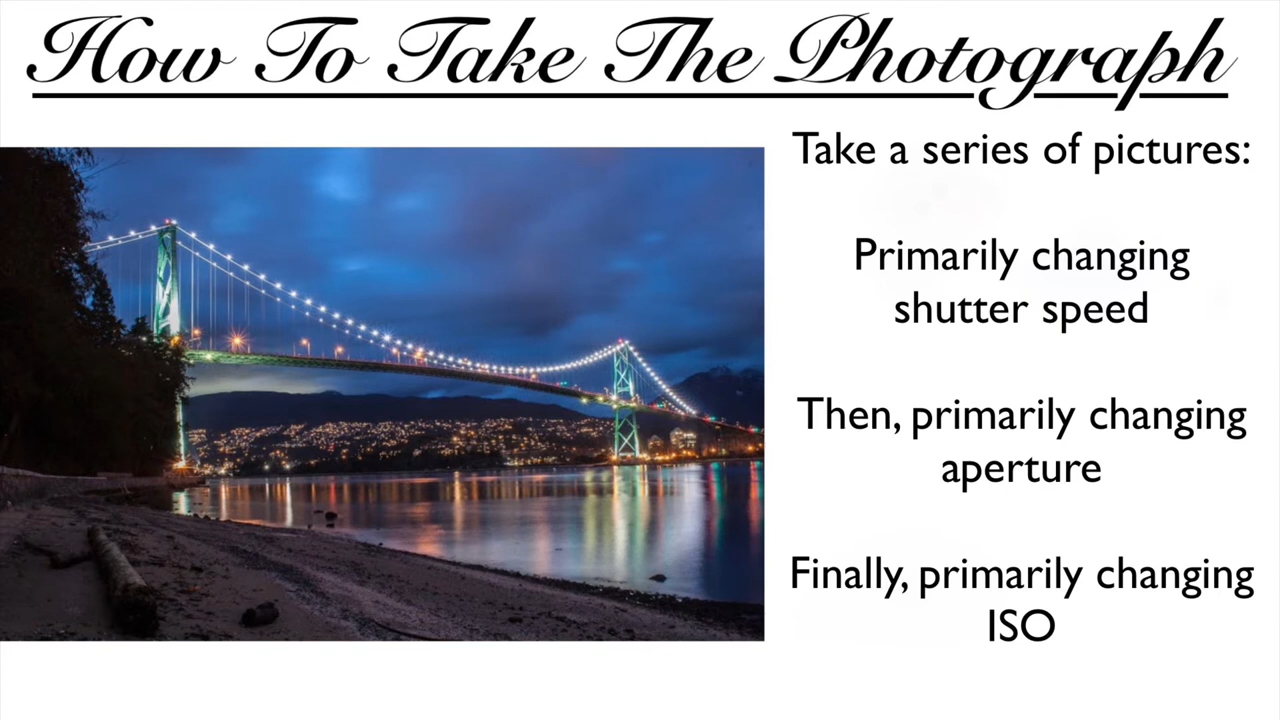 How To Take The Photograph
Take a series of pictures:
Primarily changing
shutter speed
Then, primarily changing
aperture
Finally, primarily changing
ISO